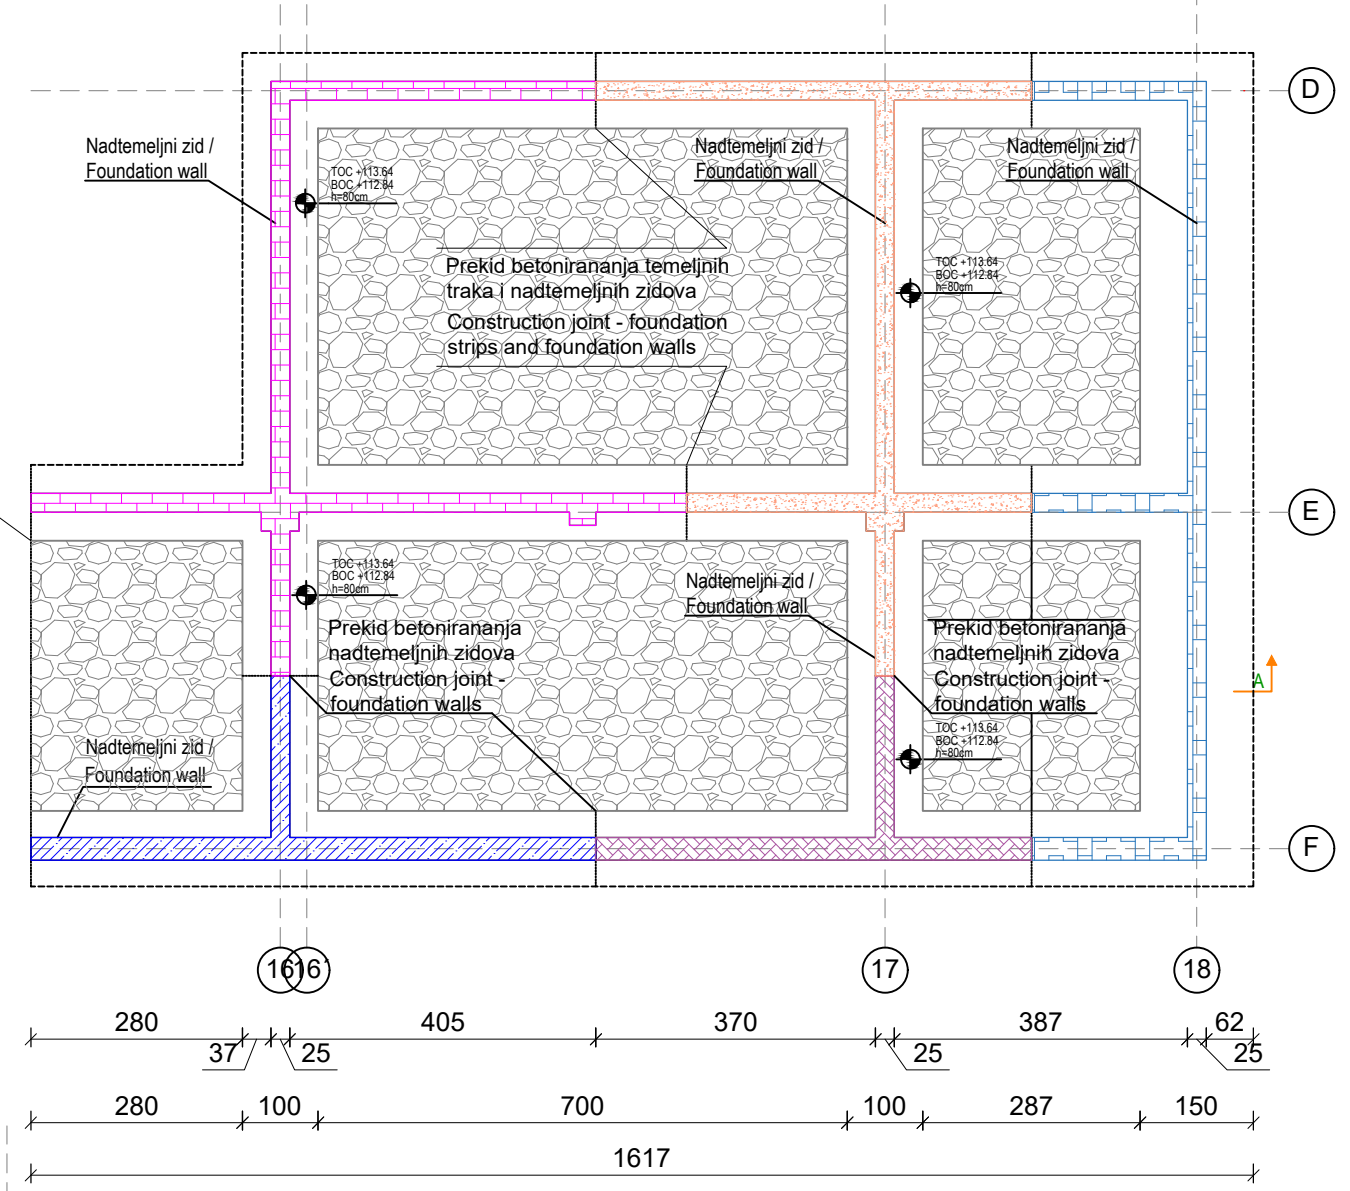 D
Nadtemeljni zid /
Foundation wall
Nadtemeljni zid /
Foundation wall
Nadtemeljni zid /
Foundation wall
TOC +113.64
BOC +112.84
h=80cm
TOC +113.64
BOC +112.84
h=80cm
Prekid betonirananja temeljnih
traka i nadtemeljnih zidova
Construction joint - foundation
strips and foundation walls
E
TOC +113.64
BOC +112.84
h=80cm
Nadtemeljni zid /
Foundation wall
Prekid betonirananja
nadtemeljnih zidova
Construction joint -
foundation walls
Prekid betonirananja
nadtemeljnih zidova
Construction joint -
foundation walls
A
TOC +113.64
BOC +112.84
h=80cm
Nadtemeljni zid /
Foundation wall
F
16 16' 17 18
280 405 370 387 62
37 25 25 25
280 100 700 100 287 150
1617